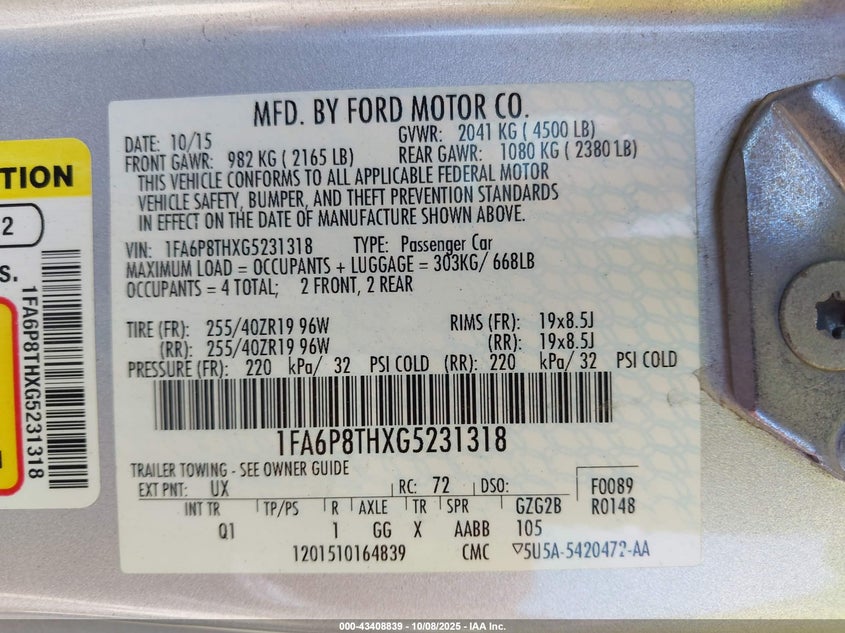 MFD. BY FORD MOTOR CO.
DATE: 10/15 GVWR: 2041 KG ( 4500 LB)
FRONT GAWR: 982 KG ( 2165 LB) REAR GAWR: 1080 KG ( 2380 LB)
THIS VEHICLE CONFORMS TO ALL APPLICABLE FEDERAL MOTOR
VEHICLE SAFETY, BUMPER, AND THEFT PREVENTION STANDARDS
IN EFFECT ON THE DATE OF MANUFACTURE SHOWN ABOVE.
VIN: 1FA6P8THXG5231318 TYPE: Passenger Car
MAXIMUM LOAD = OCCUPANTS + LUGGAGE = 303KG/ 668LB
OCCUPANTS = 4 TOTAL; 2 FRONT, 2 REAR
TIRE (FR): 255/40ZR19 96W RIMS (FR): 19x8.5J
(RR): 255/40ZR19 96W (RR): 19x8.5J
PRESSURE (FR): 220 kPa/ 32 PSI COLD (RR): 220 kPa/ 32 PSI COLD
1FA6P8THXG5231318
TRAILER TOWING - SEE OWNER GUIDE
EXT PNT: UX RC: 72 DSO: F0089
INT TR TP/PS R AXLE TR SPR GZG2B R0148
Q1 1 GG X AABB 105
1201510164839 CMC ▽5U5A-5420472-AA
TION
2
S.
1FA6P8THXG5231318
000-43408839 - 10/08/2025 - IAA Inc.